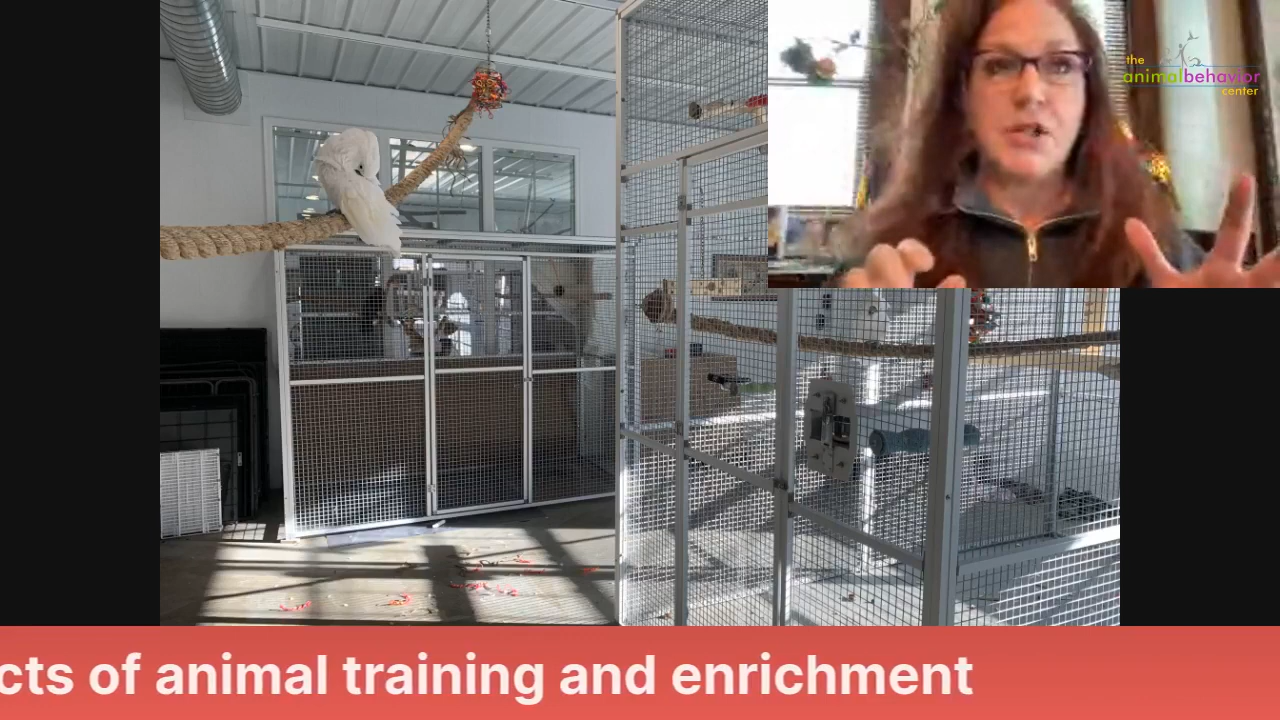 the
animalbehavior
center
cts of animal training and enrichment